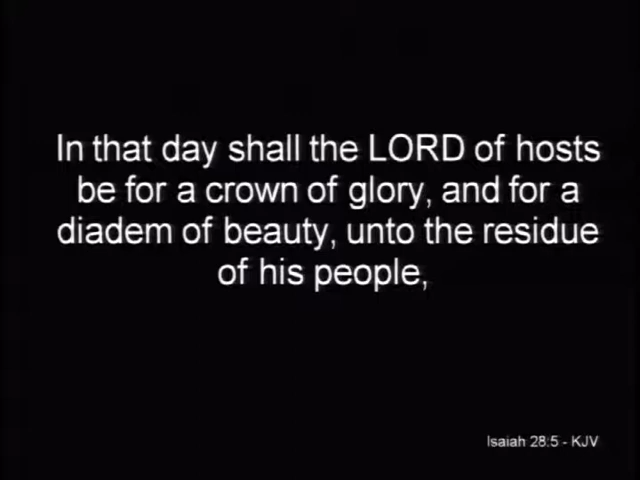 In that day shall the LORD of hosts
be for a crown of glory, and for a
diadem of beauty, unto the residue
of his people,
Isaiah 28:5 - KJV